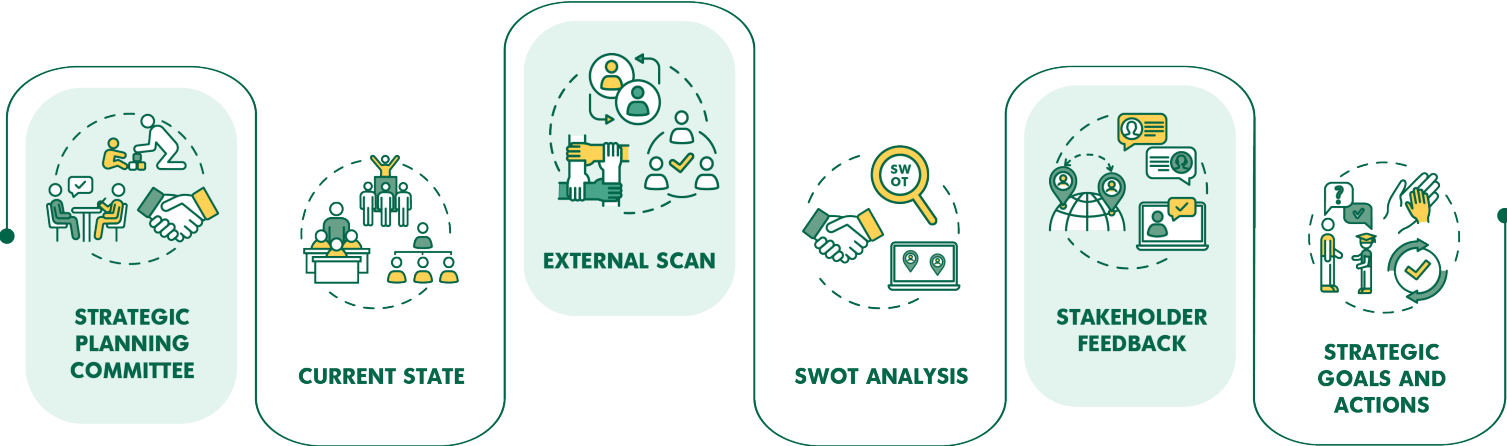 STRATEGIC
PLANNING
COMMITTEE
CURRENT STATE
EXTERNAL SCAN
SW
OT
SWOT ANALYSIS
STAKEHOLDER
FEEDBACK
?
STRATEGIC
GOALS AND
ACTIONS